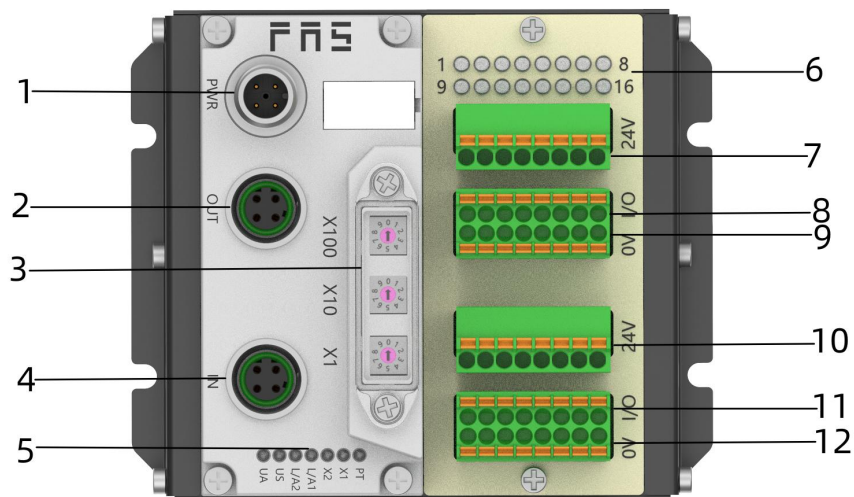 FNS
1
2
3
4
5
6
7
8
9
10
11
12
PWR
OUT
IN
X100
X10
X1
UA
US
L/A2
L/A1
X2
X1
PT
1 8
9 16
24V
I/O
0V
24V
I/O
0V